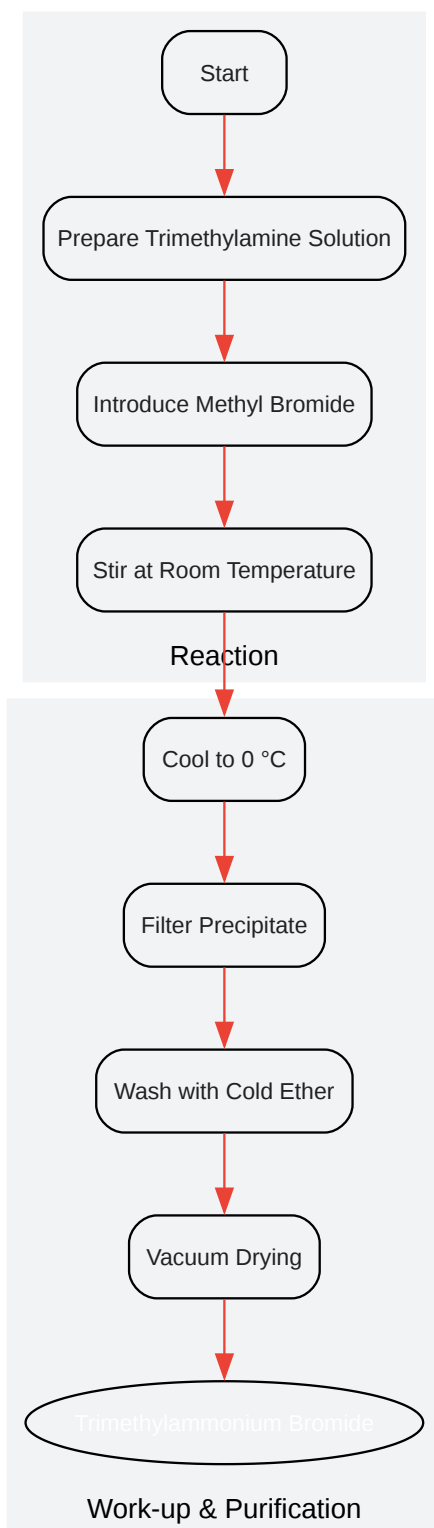 Start
Prepare Trimethylamine Solution
Introduce Methyl Bromide
Stir at Room Temperature
Reaction
Cool to 0 °C
Filter Precipitate
Wash with Cold Ether
Vacuum Drying
Trimethylammonium Bromide
Work-up & Purification